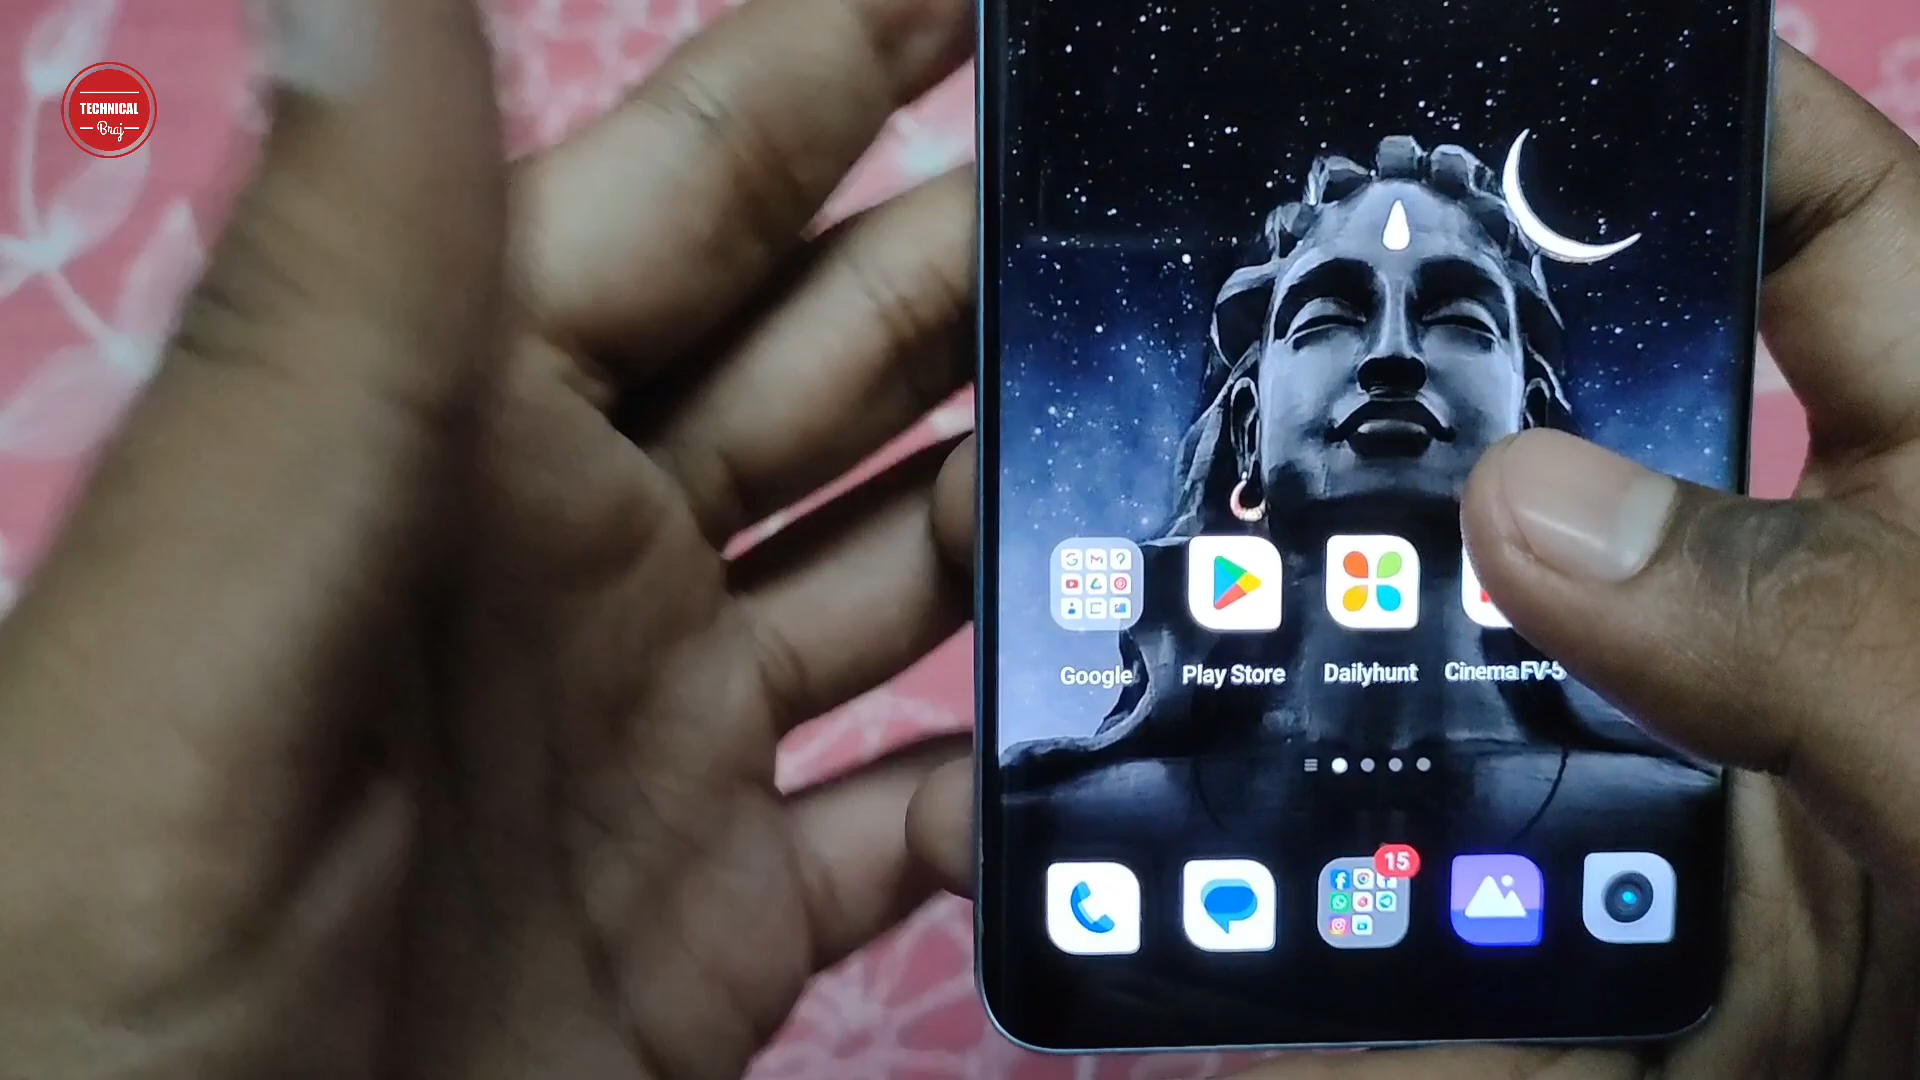 TECHNICAL
Braj
Google
Play Store
Dailyhunt
Cinema FV-5
15